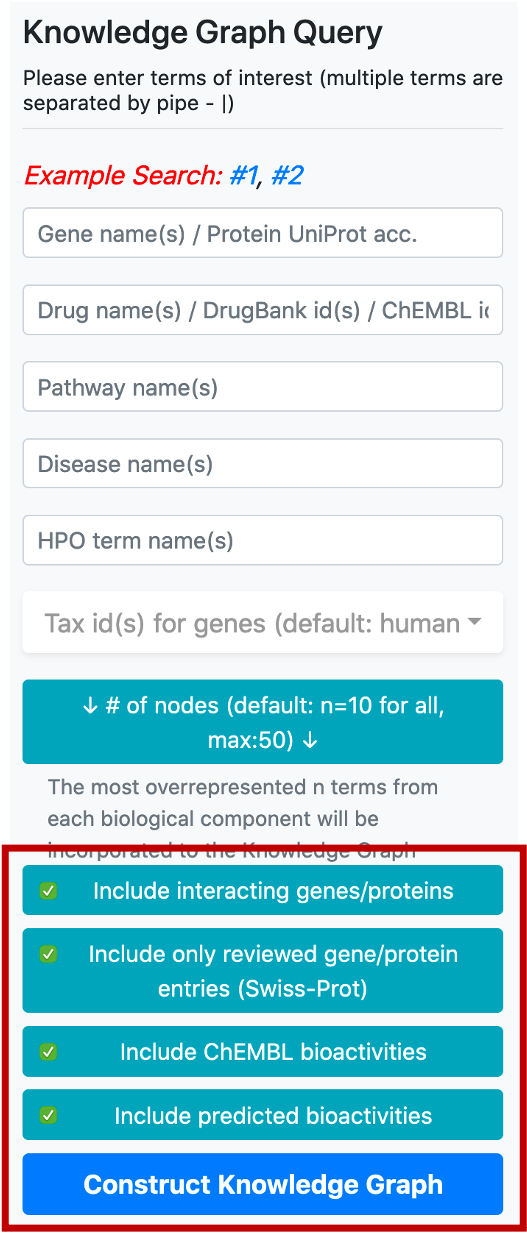 Knowledge Graph Query
Please enter terms of interest (multiple terms are
separated by pipe - |)
Example Search: #1, #2
Gene name(s) / Protein UniProt acc.
Drug name(s) / DrugBank id(s) / ChEMBL ic
Pathway name(s)
Disease name(s)
HPO term name(s)
Tax id(s) for genes (default: human
↓ # of nodes (default: n=10 for all,
max:50) ↓
The most overrepresented n terms from
each biological component will be
incorporated to the Knowledge Graph
Include interacting genes/proteins
Include only reviewed gene/protein
entries (Swiss-Prot)
Include ChEMBL bioactivities
Include predicted bioactivities
Construct Knowledge Graph